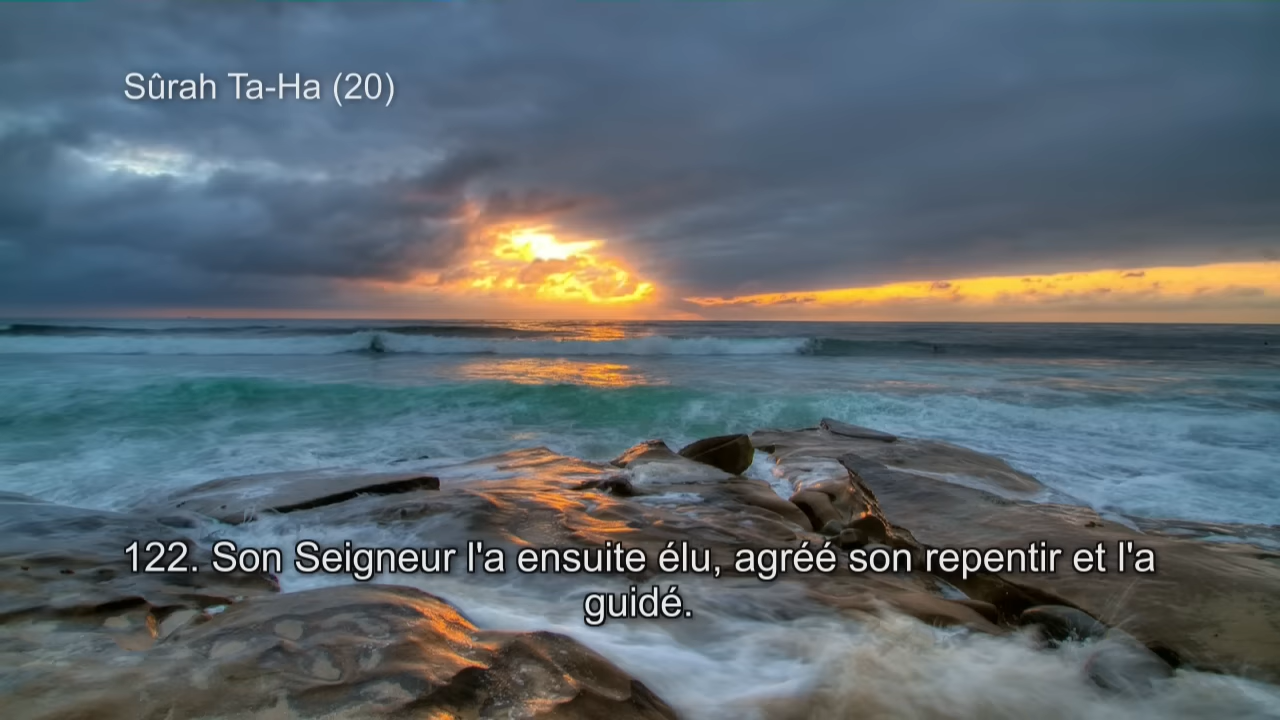 Sûrah Ta-Ha (20)
122. Son Seigneur l'a ensuite élu, agréé son repentir et l'a
guidé.